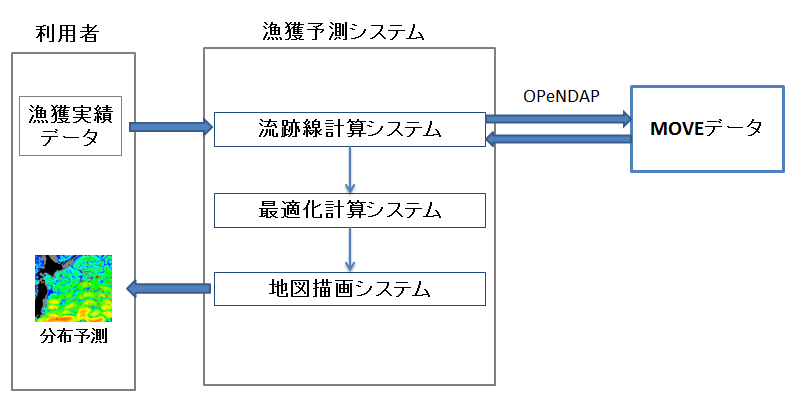 利用者
漁獲予測システム
漁獲実績
データ
流跡線計算システム
OPeNDAP
MOVEデータ
最適化計算システム
地図描画システム
分布予測